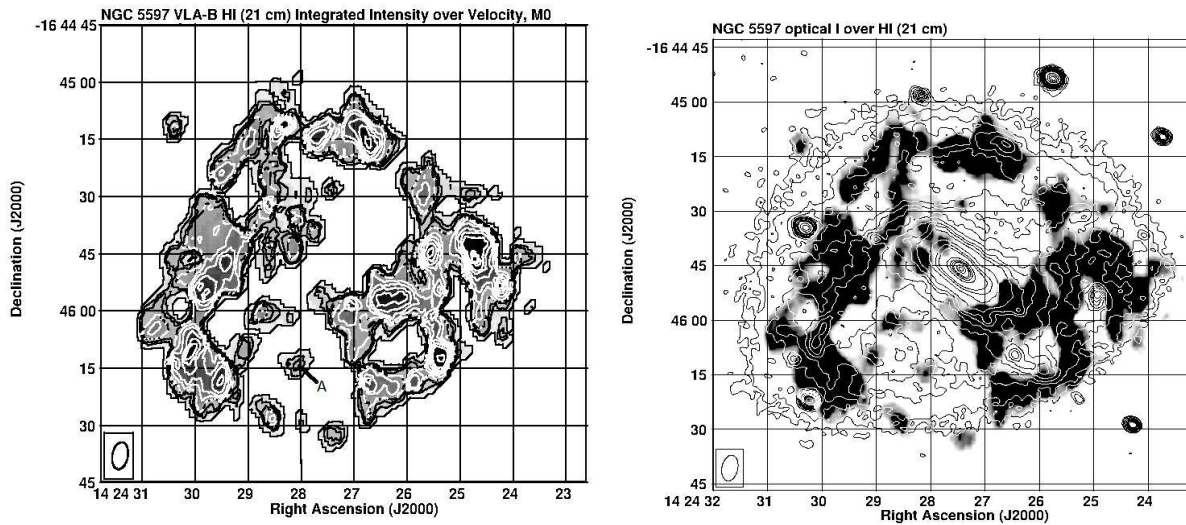 NGC 5597 VLA-B HI (21 cm) Integrated Intensity over Velocity, M0
-16 44 45
45 00
15
30
45
46 00
15
30
45
Declination (J2000)
A
14 24 31 30 29 28 27 26 25 24 23
Right Ascension (J2000)
NGC 5597 optical I over HI (21 cm)
-16 44 45
45 00
15
30
45
46 00
15
30
45
Declination (J2000)
14 24 32 31 30 29 28 27 26 25 24
Right Ascension (J2000)